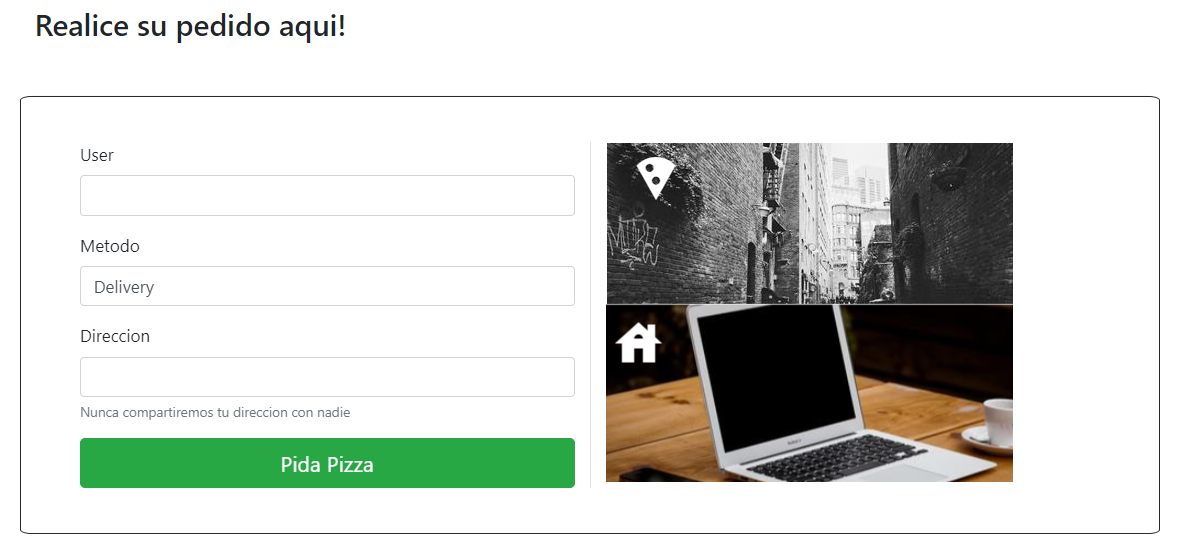 Realice su pedido aqui!
User
Metodo
Delivery
Direccion
Nunca compartiremos tu direccion con nadie
Pida Pizza